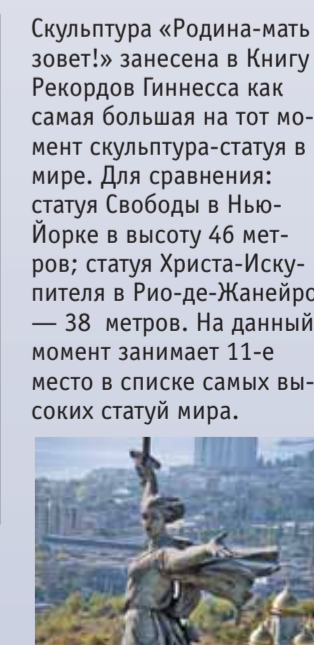 Скульптура «Родина-мать
зовет!» занесена в Книгу
Рекордов Гиннесса как
самая большая на тот мо-
мент скульптура-статуя в
мире. Для сравнения:
статуя Свободы в Нью-
Йорке в высоту 46 мет-
ров; статуя Христа-Иску-
пителя в Рио-де-Жанейро
— 38 метров. На данный
момент занимает 11-е
место в списке самых вы-
соких статуй мира.